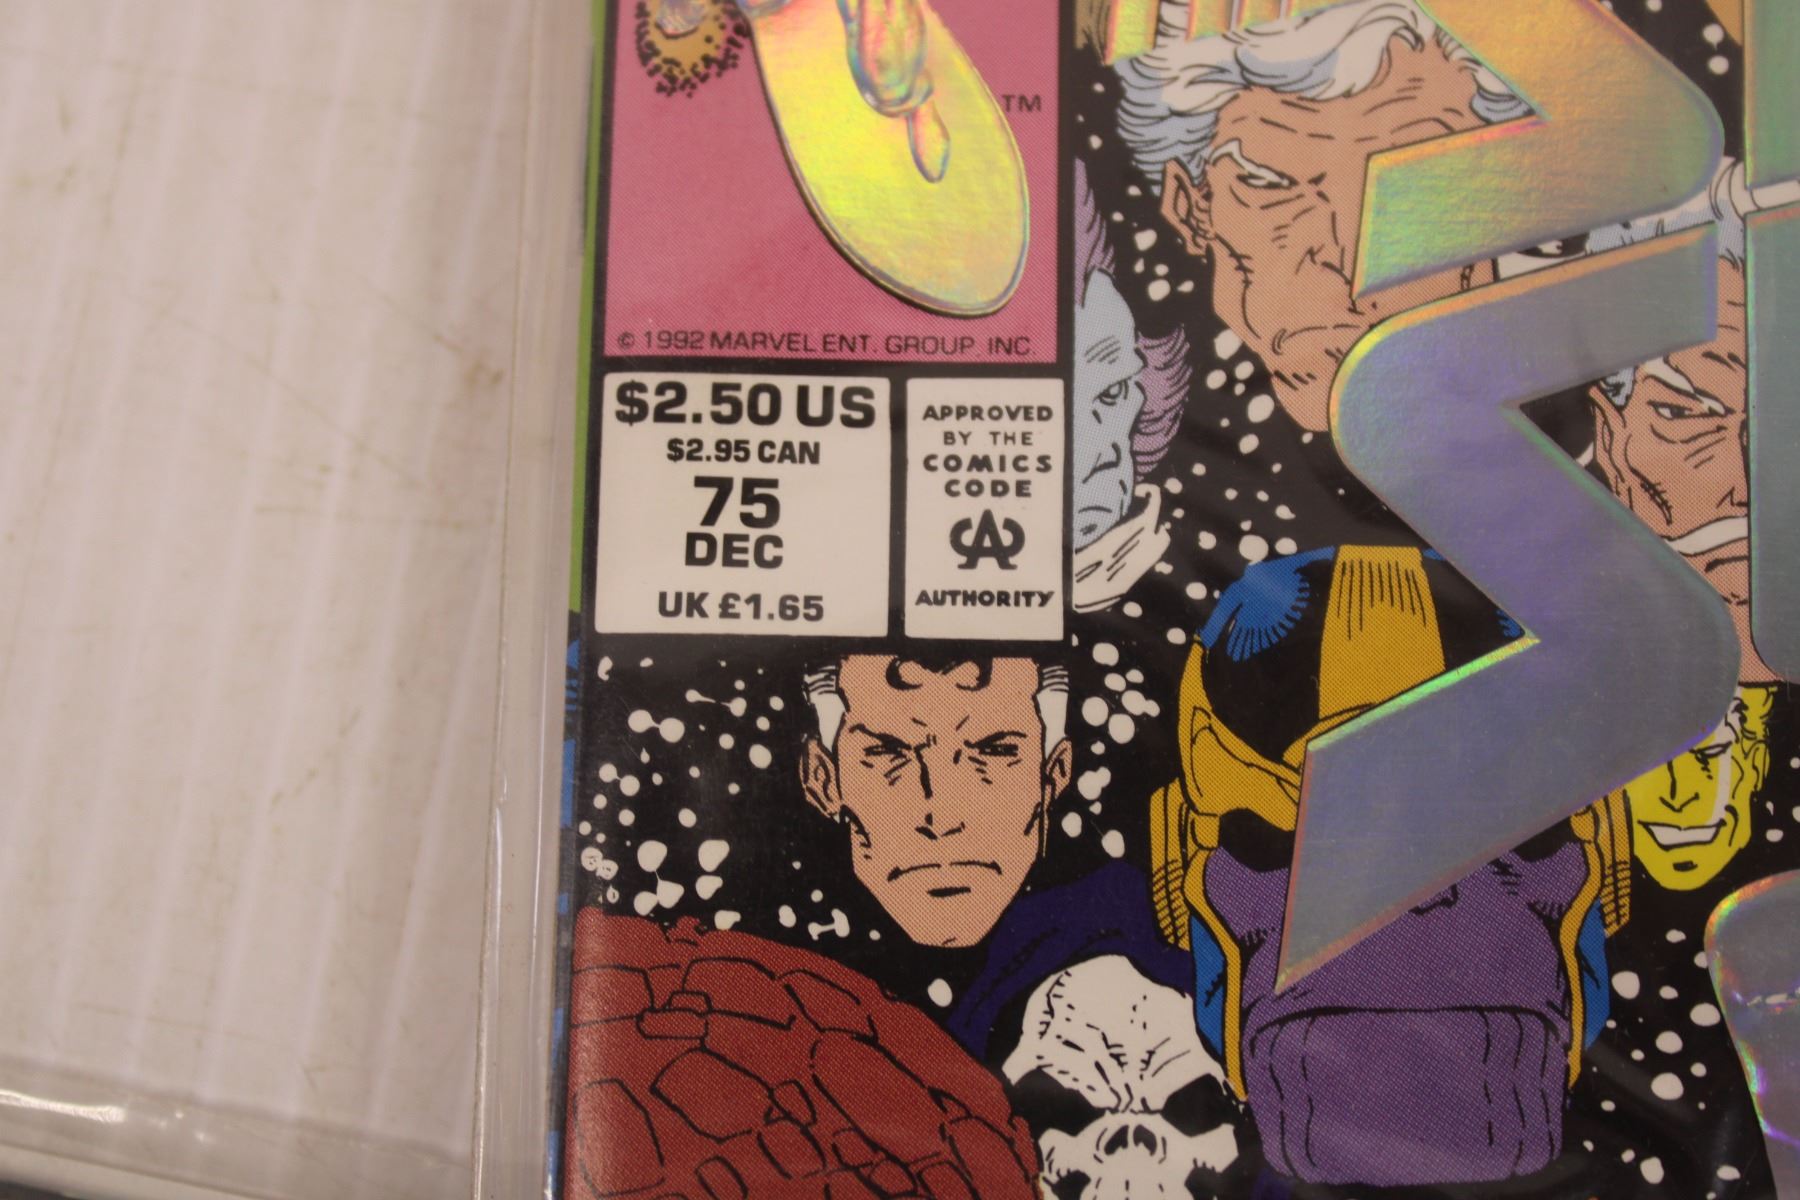 TM
© 1992 MARVEL ENT. GROUP, INC.
$2.50 US
$2.95 CAN
75
DEC
UK £1.65
APPROVED
BY THE
COMICS
CODE
CA
AUTHORITY